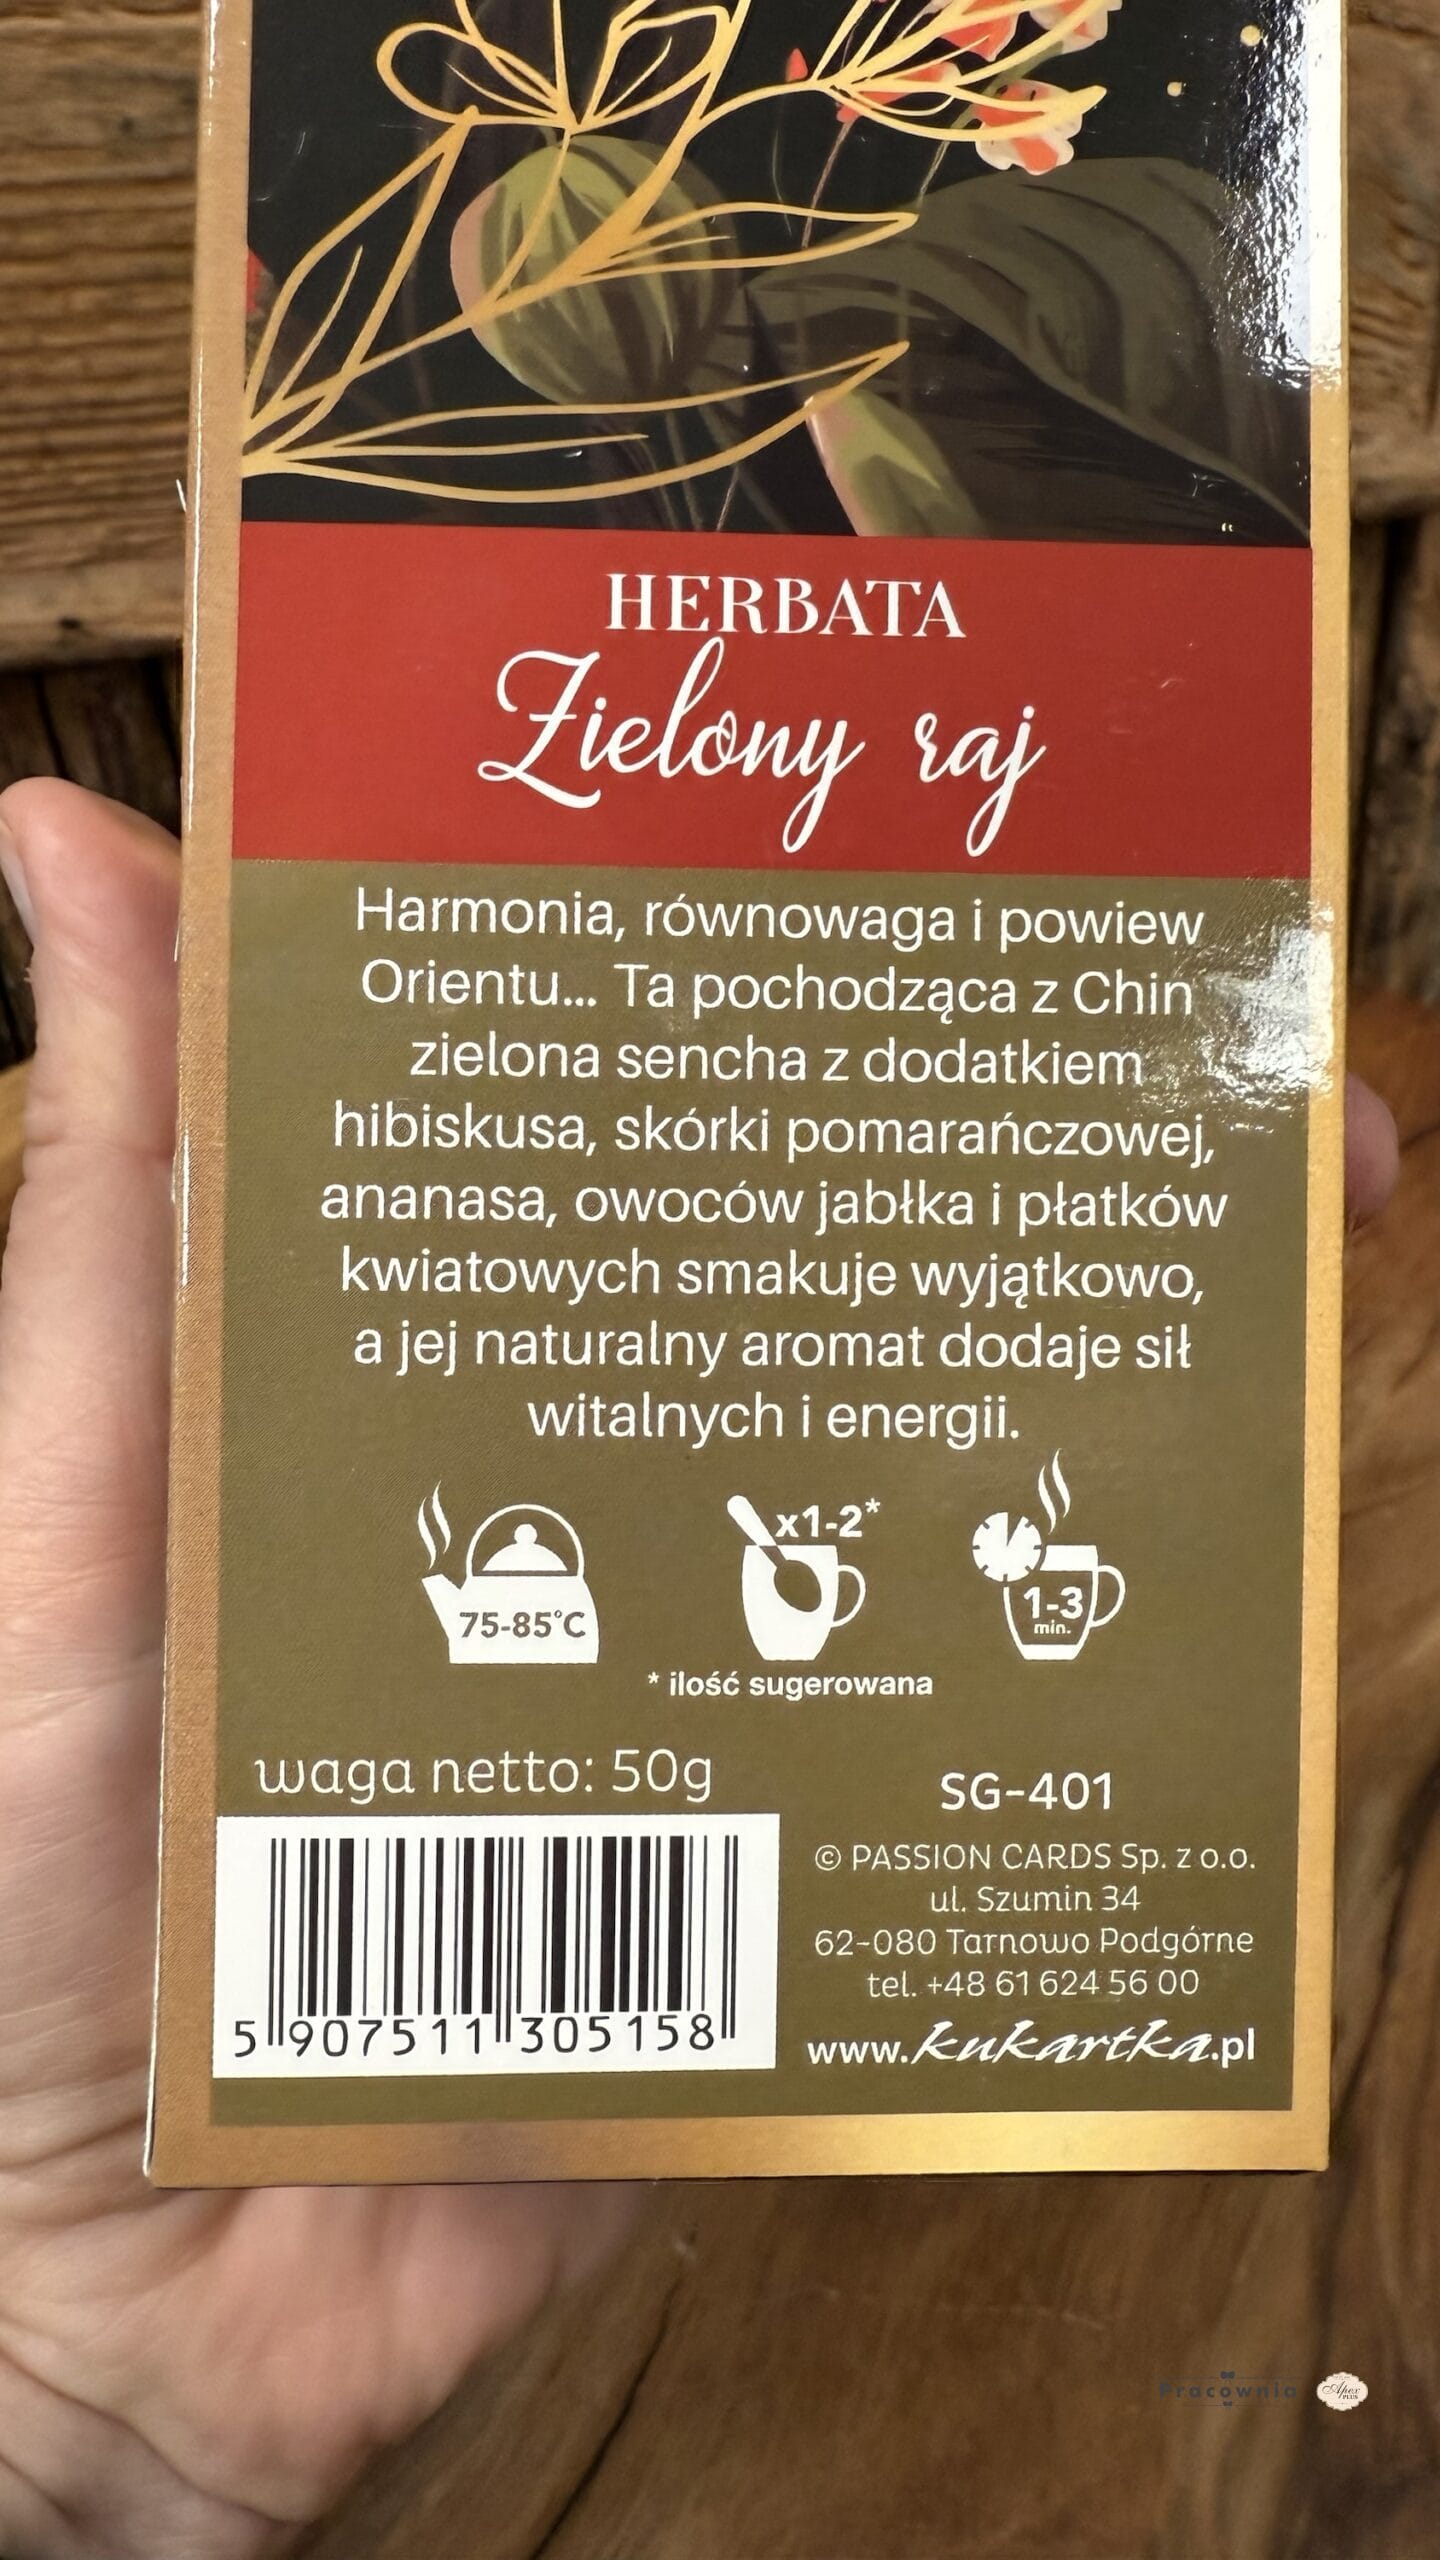 HERBATA
Zielony raj
Harmonia, równowaga i powiew
Orientu... Ta pochodząca z Chin
zielona sencha z dodatkiem
hibiskusa, skórki pomarańczowej,
ananasa, owoców jabłka i płatków
kwiatowych smakuje wyjątkowo,
a jej naturalny aromat dodaje sił
witalnych i energii.
75-85°C
x1-2*
1-3
min.
* ilość sugerowana
waga netto: 50g
SG-401
© PASSION CARDS Sp. z o.o.
ul. Szumin 34
62-080 Tarnowo Podgórne
tel. +48 61 624 56 00
www.kukartka.pl
5 907511 305158
Pracownia
Apex
PLUS